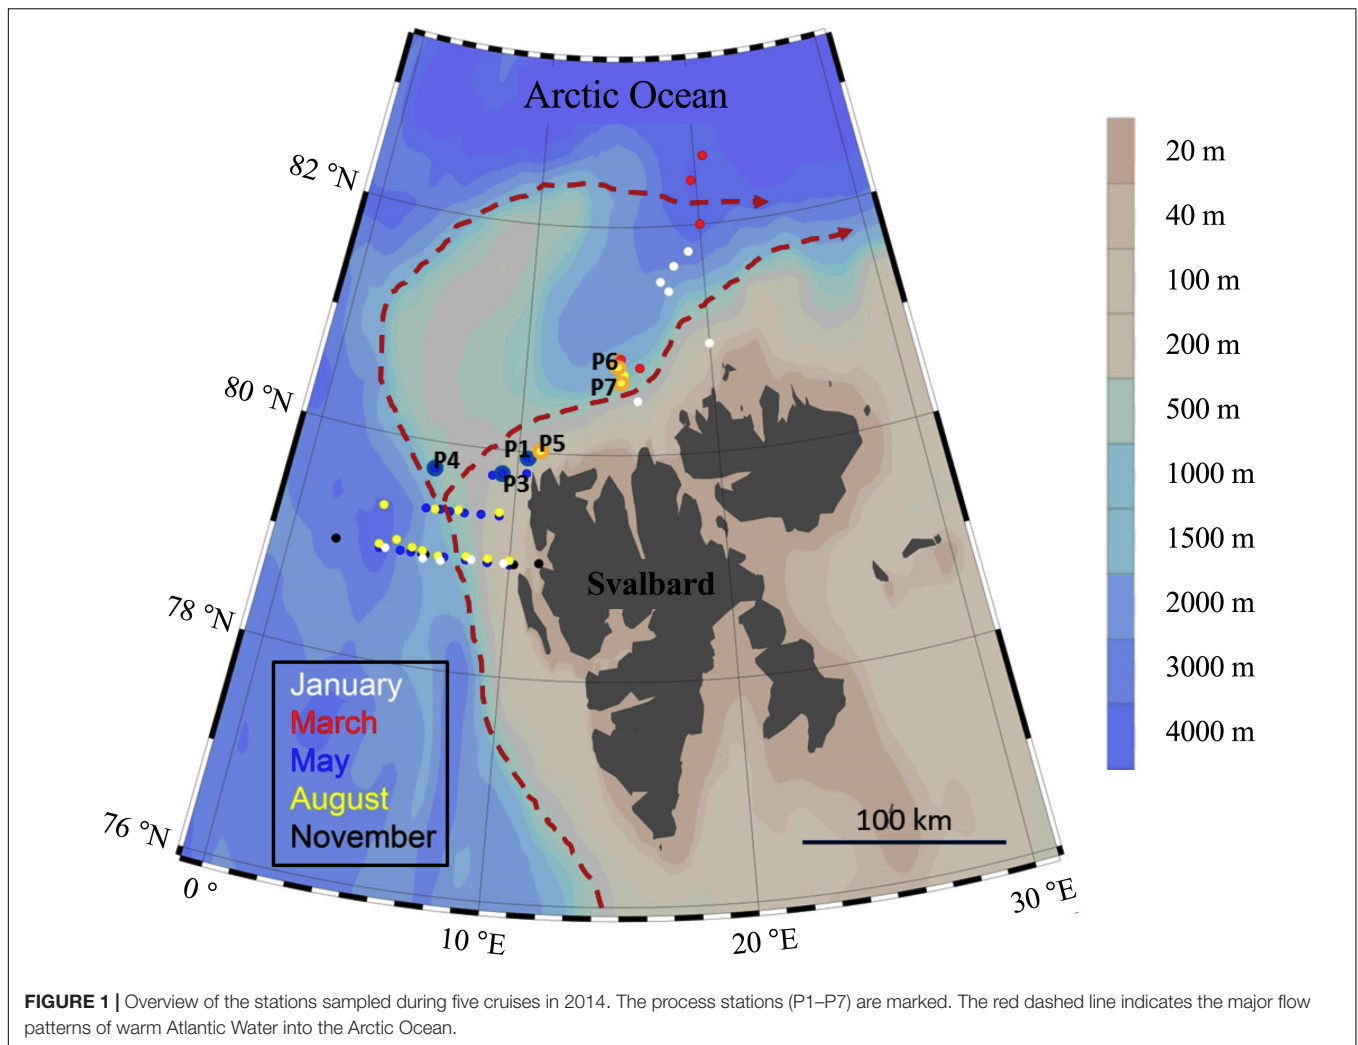 Arctic Ocean
82 °N
80 °N
78 °N
76 °N
0 °
10 °E
20 °E
30 °E
P6
P7
P5
P1
P4
P3
Svalbard
January
March
May
August
November
100 km
20 m
40 m
100 m
200 m
500 m
1000 m
1500 m
2000 m
3000 m
4000 m
FIGURE 1 | Overview of the stations sampled during five cruises in 2014. The process stations (P1–P7) are marked. The red dashed line indicates the major flow
patterns of warm Atlantic Water into the Arctic Ocean.